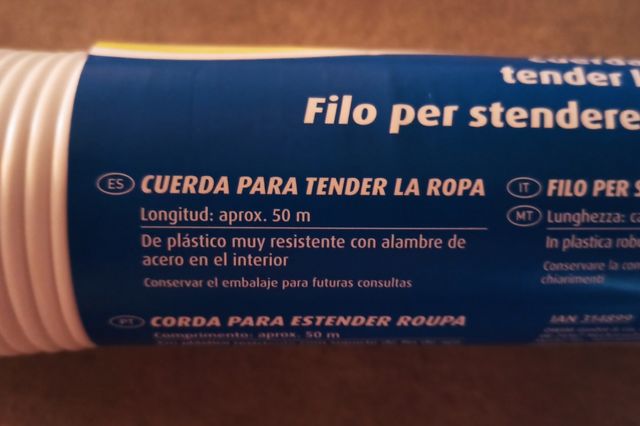 tender
Filo per stendere
ES CUERDA PARA TENDER LA ROPA
Longitud: aprox. 50 m
De plástico muy resistente con alambre de
acero en el interior
Conservar el embalaje para futuras consultas
PT CORDA PARA ESTENDER ROUPA
Comprimento: aprox. 50 m
IT FILO PER
MT Lunghezza:
In plastica
Conservare la
chiarimenti
IAN 314899